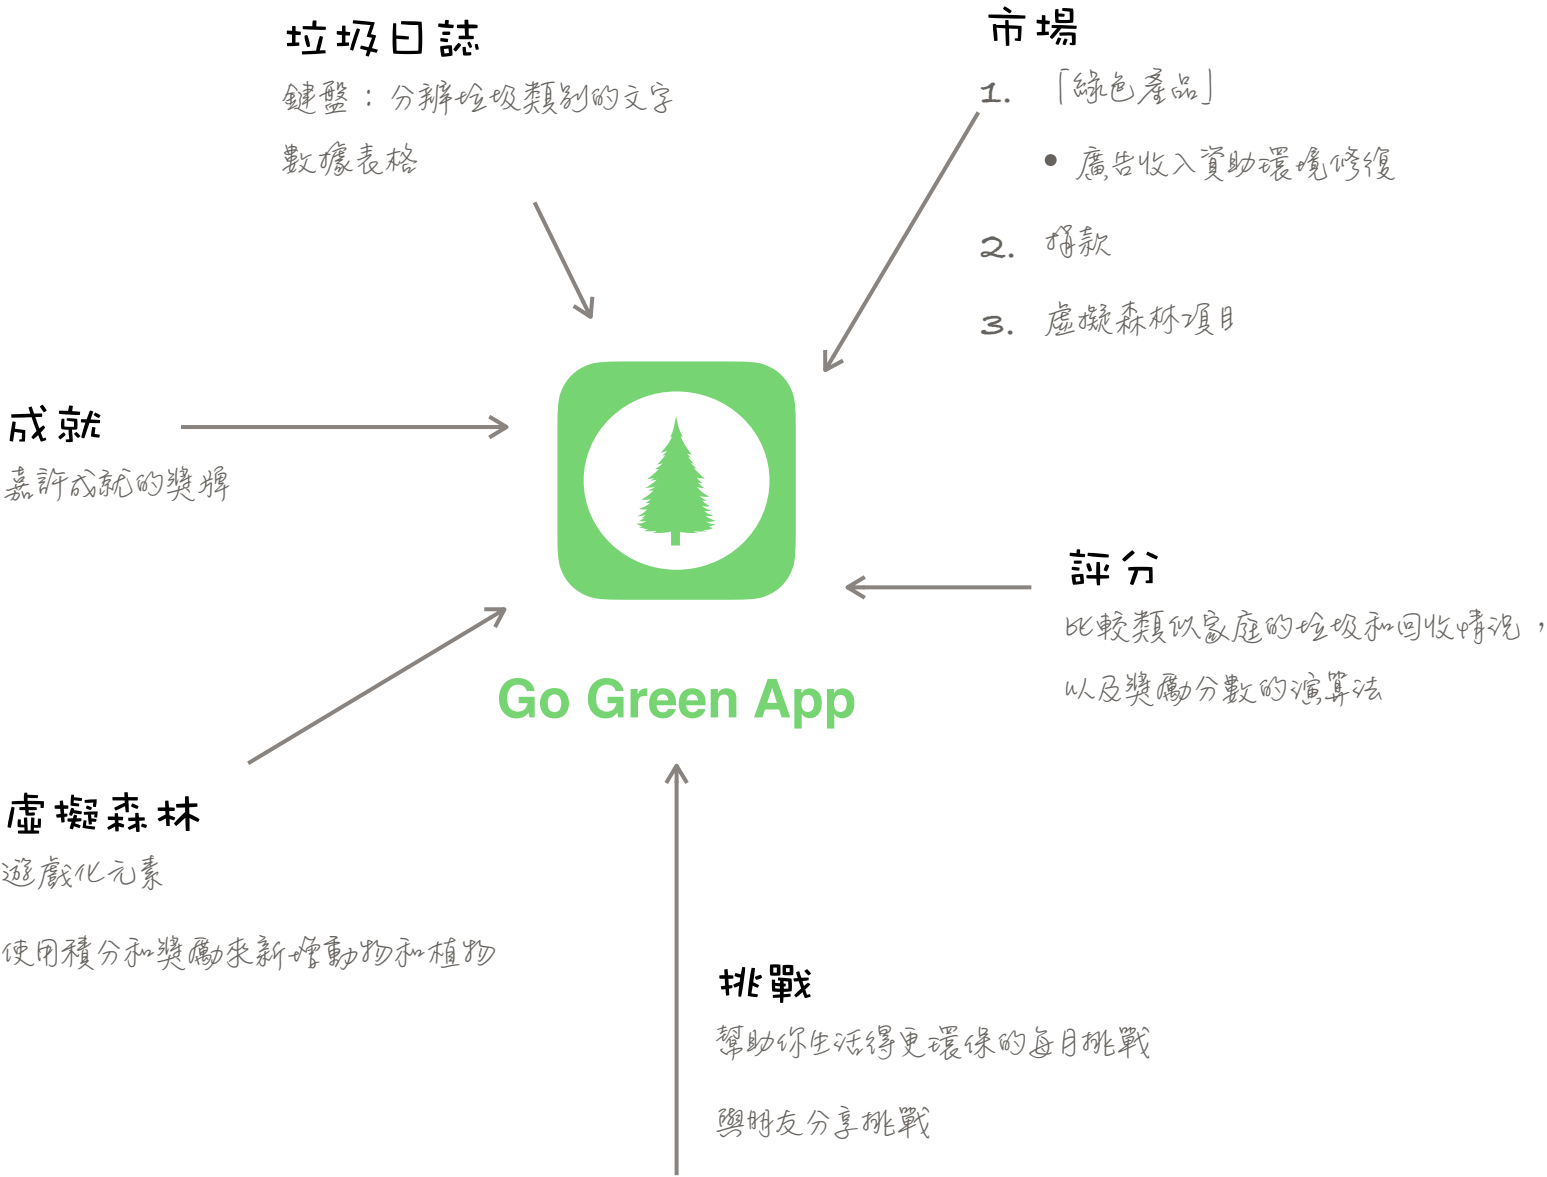 垃圾日誌
鍵盤：分辨垃圾類別的文字
數據表格
市場
1. 「綠色產品」
• 廣告收入資助環境修復
2. 捐款
3. 虛擬森林項目
成就
嘉許成就的獎牌
評分
比較類似家庭的垃圾和回收情況，
以及獎勵分數的演算法
Go Green App
虛擬森林
遊戲化元素
使用積分和獎勵來新增動物和植物
挑戰
幫助你生活得更環保的每月挑戰
與朋友分享挑戰